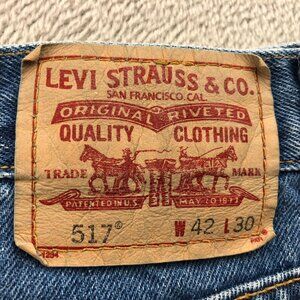 LEVI STRAUSS & CO.
SAN FRANCISCO, CAL.
ORIGINAL RIVETED
QUALITY CLOTHING
TRADE MARK
PATENTED IN U.S. MAY 20 1873
517® W 42 L 30
1294